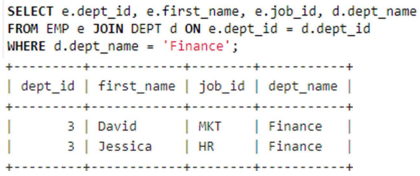 SELECT e.dept_id, e.first_name, e.job_id, d.dept_name
FROM EMP e JOIN DEPT d ON e.dept_id = d.dept_id
WHERE d.dept_name = 'Finance';
+---------+------------+--------+-----------+
| dept_id | first_name | job_id | dept_name |
+---------+------------+--------+-----------+
|       3 | David      | MKT    | Finance   |
|       3 | Jessica    | HR     | Finance   |
+---------+------------+--------+-----------+